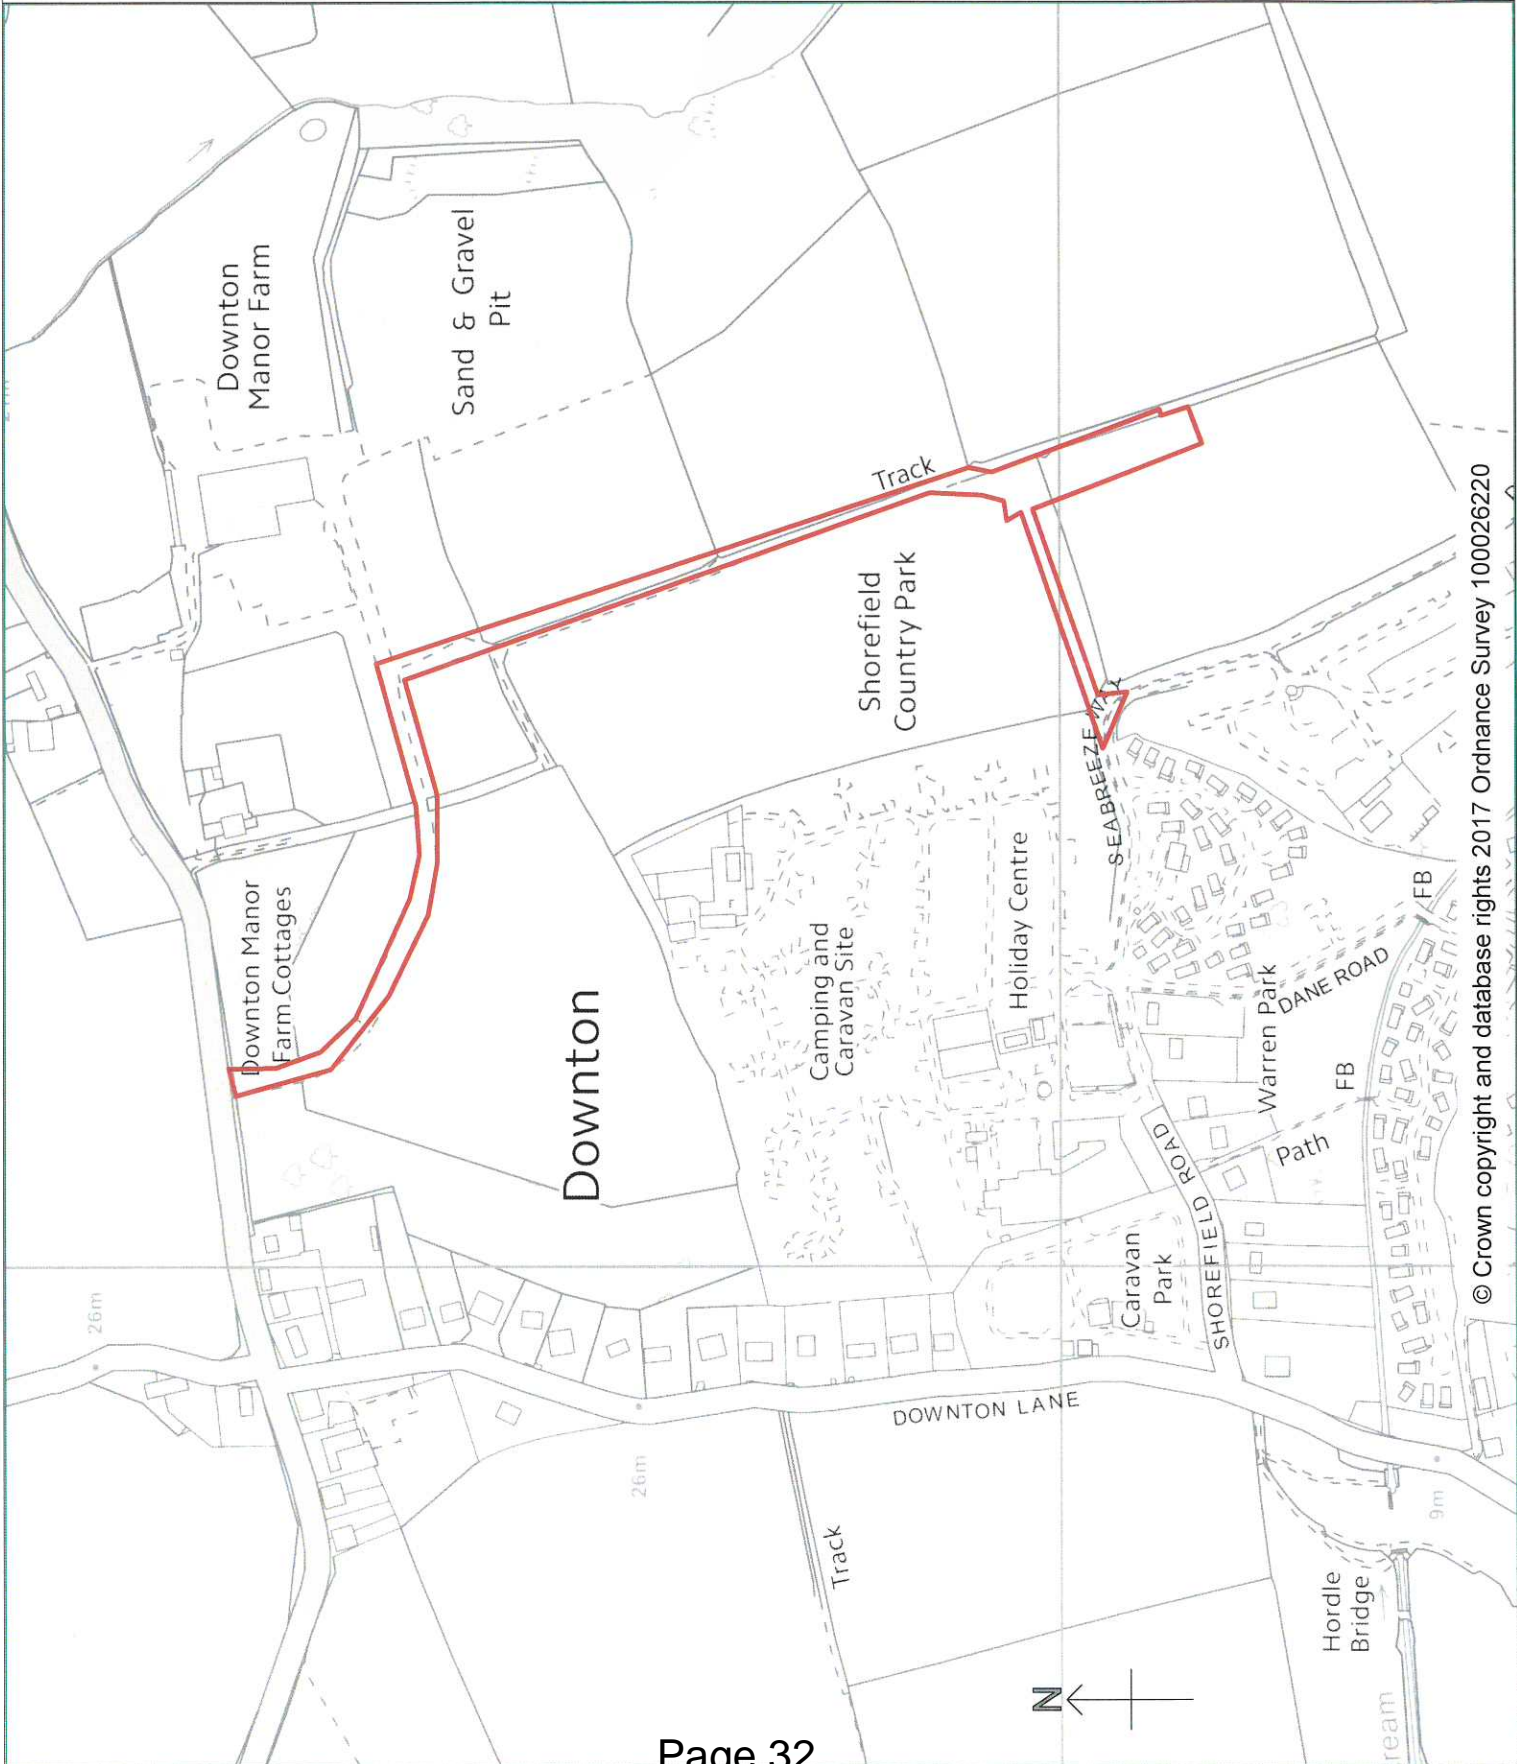 Downton
Manor Farm
Sand & Gravel
Pit
Track
Shorefield
Country Park
SEABREEZE WAY
Downton Manor
Farm Cottages
Downton
Camping and
Caravan Site
Holiday Centre
Warren Park
DANE ROAD
FB
FB
Path
SHOREFIELD ROAD
Caravan
Park
DOWNTON LANE
26m
26m
Track
9m
Hordle
Bridge
N
© Crown copyright and database rights 2017 Ordnance Survey 100026220
Page 32